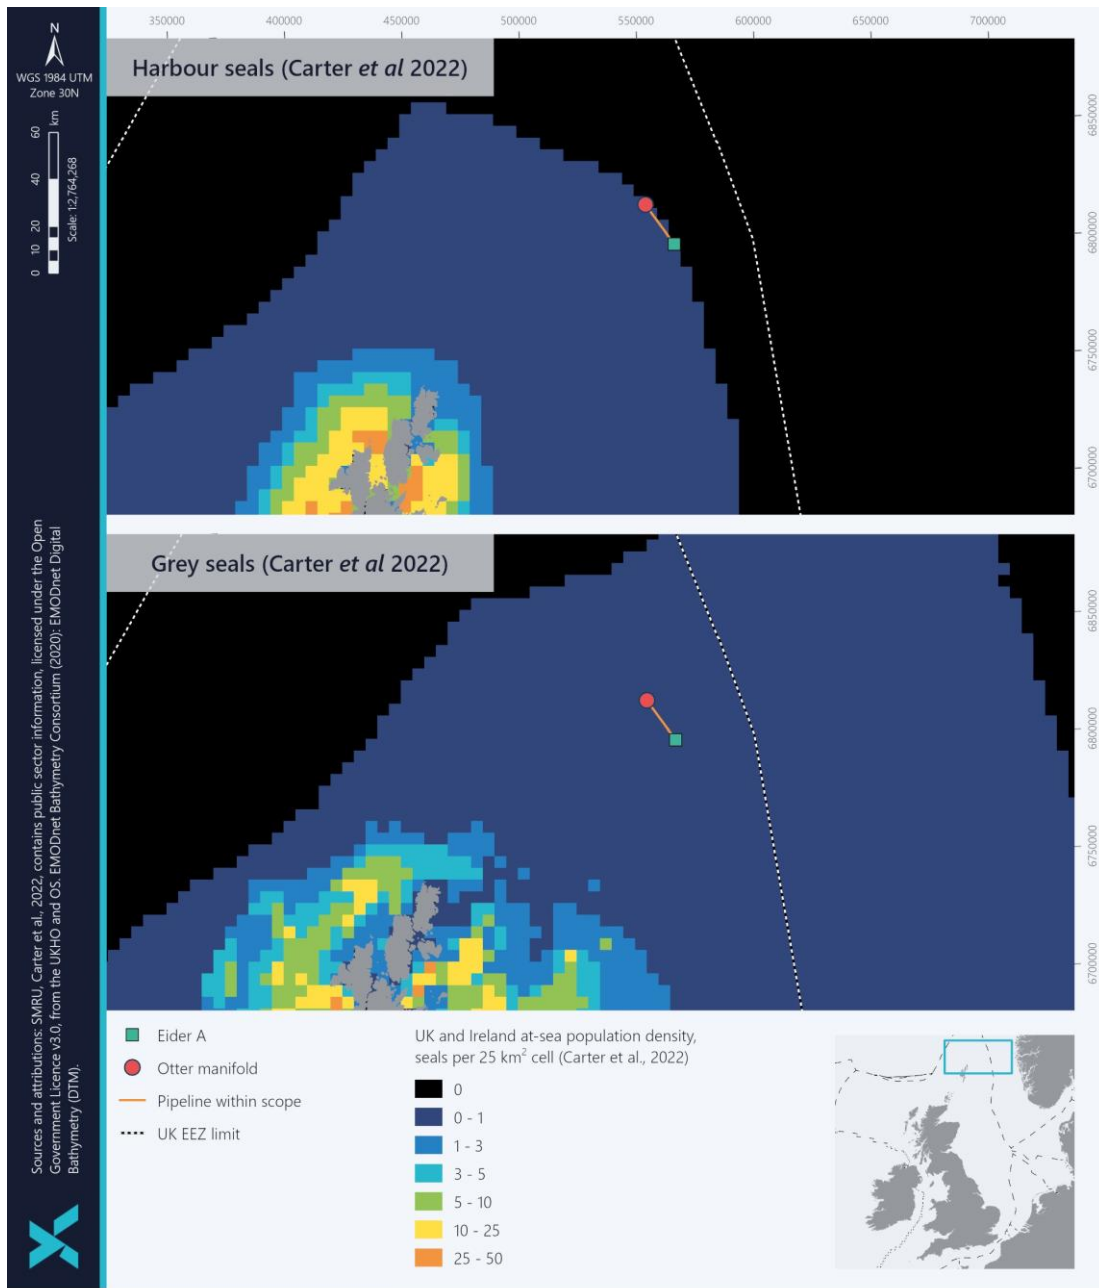 350000 400000 450000 500000 550000 600000 650000 700000
N
WGS 1984 UTM
Zone 30N
0 10 20 40 60 km
Scale: 1:2,764,268
Harbour seals (Carter et al 2022)
6850000
6800000
6750000
6700000
Grey seals (Carter et al 2022)
6850000
6800000
6750000
6700000
Sources and attributions: SMRU, Carter et al., 2022, contains public sector information, licensed under the Open
Government Licence v3.0, from the UKHO and OS. EMODnet Bathymetry Consortium (2020): EMODnet Digital
Bathymetry (DTM).
Eider A
Otter manifold
Pipeline within scope
UK EEZ limit
UK and Ireland at-sea population density,
seals per 25 km² cell (Carter et al., 2022)
0
0 - 1
1 - 3
3 - 5
5 - 10
10 - 25
25 - 50